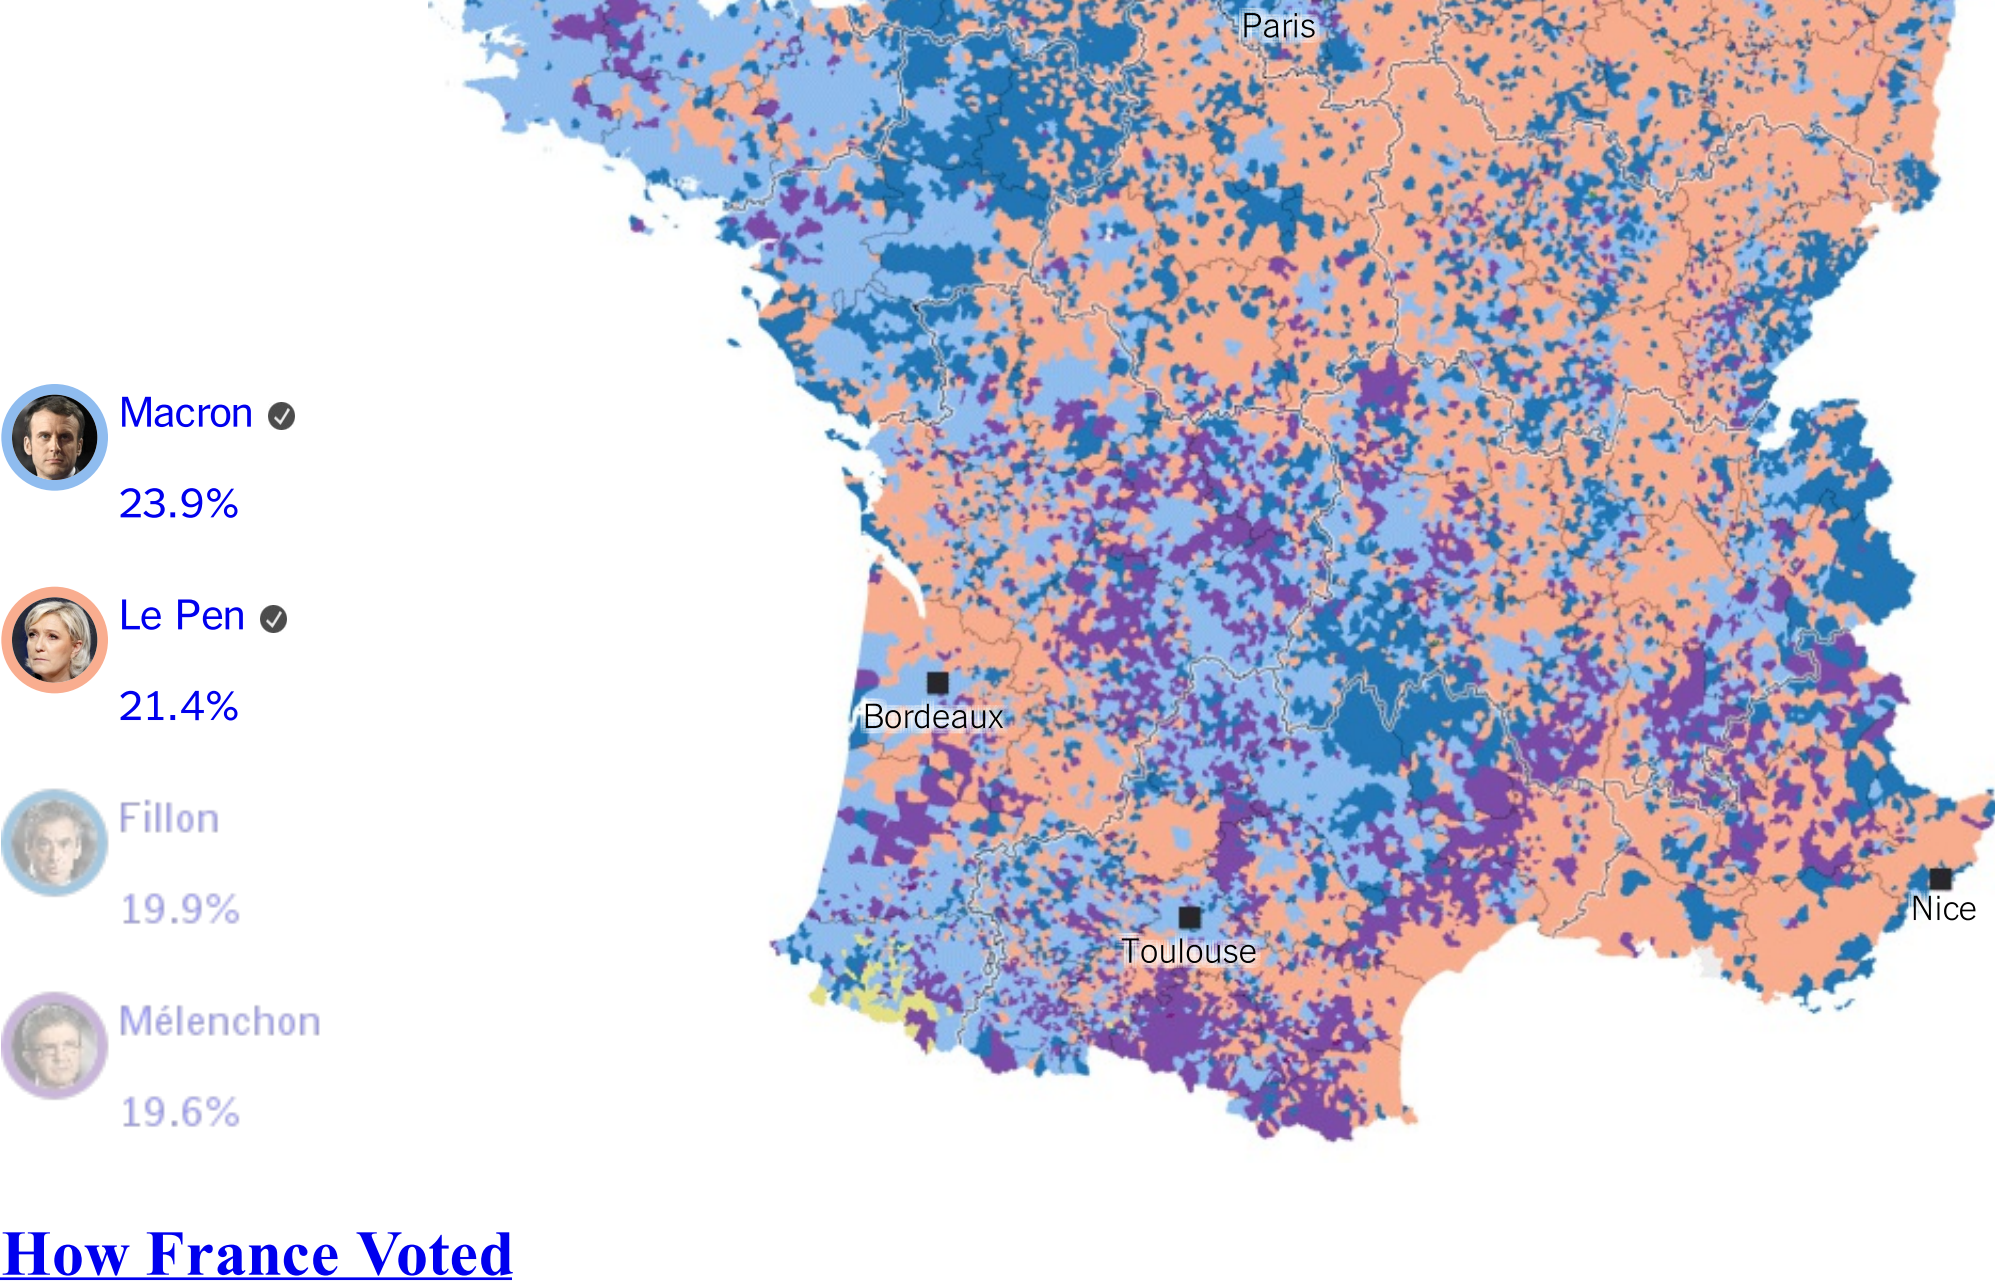 Paris
Macron
23.9%
Le Pen
21.4%
Bordeaux
Fillon
19.9%
Nice
Toulouse
Mélenchon
19.6%
How France Voted